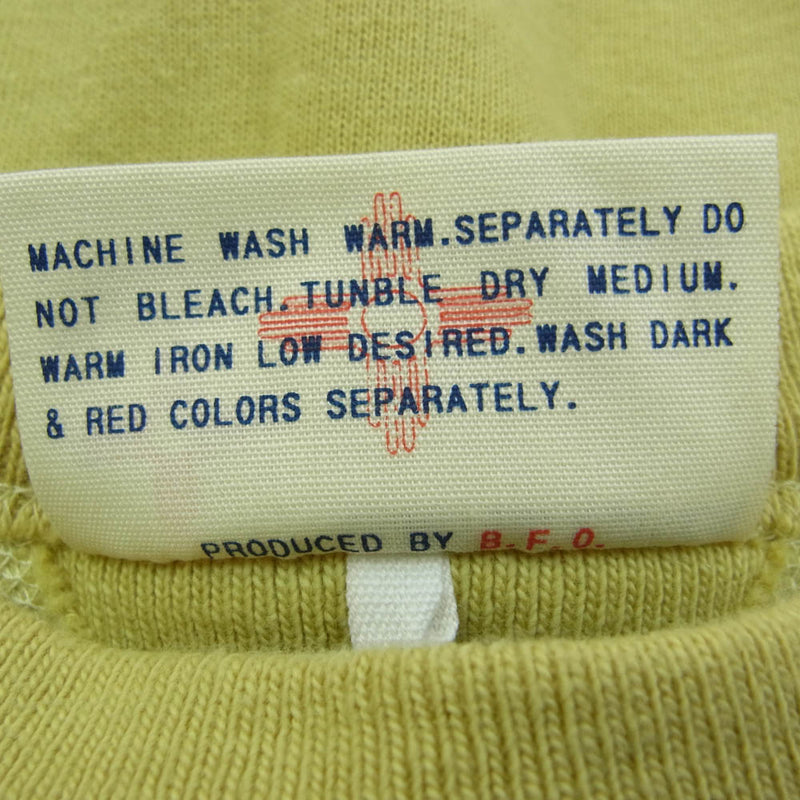 MACHINE WASH WARM.SEPARATELY DO
NOT BLEACH.TUNBLE DRY MEDIUM.
WARM IRON LOW DESIRED.WASH DARK
& RED COLORS SEPARATELY.
PRODUCED BY B.F.O.